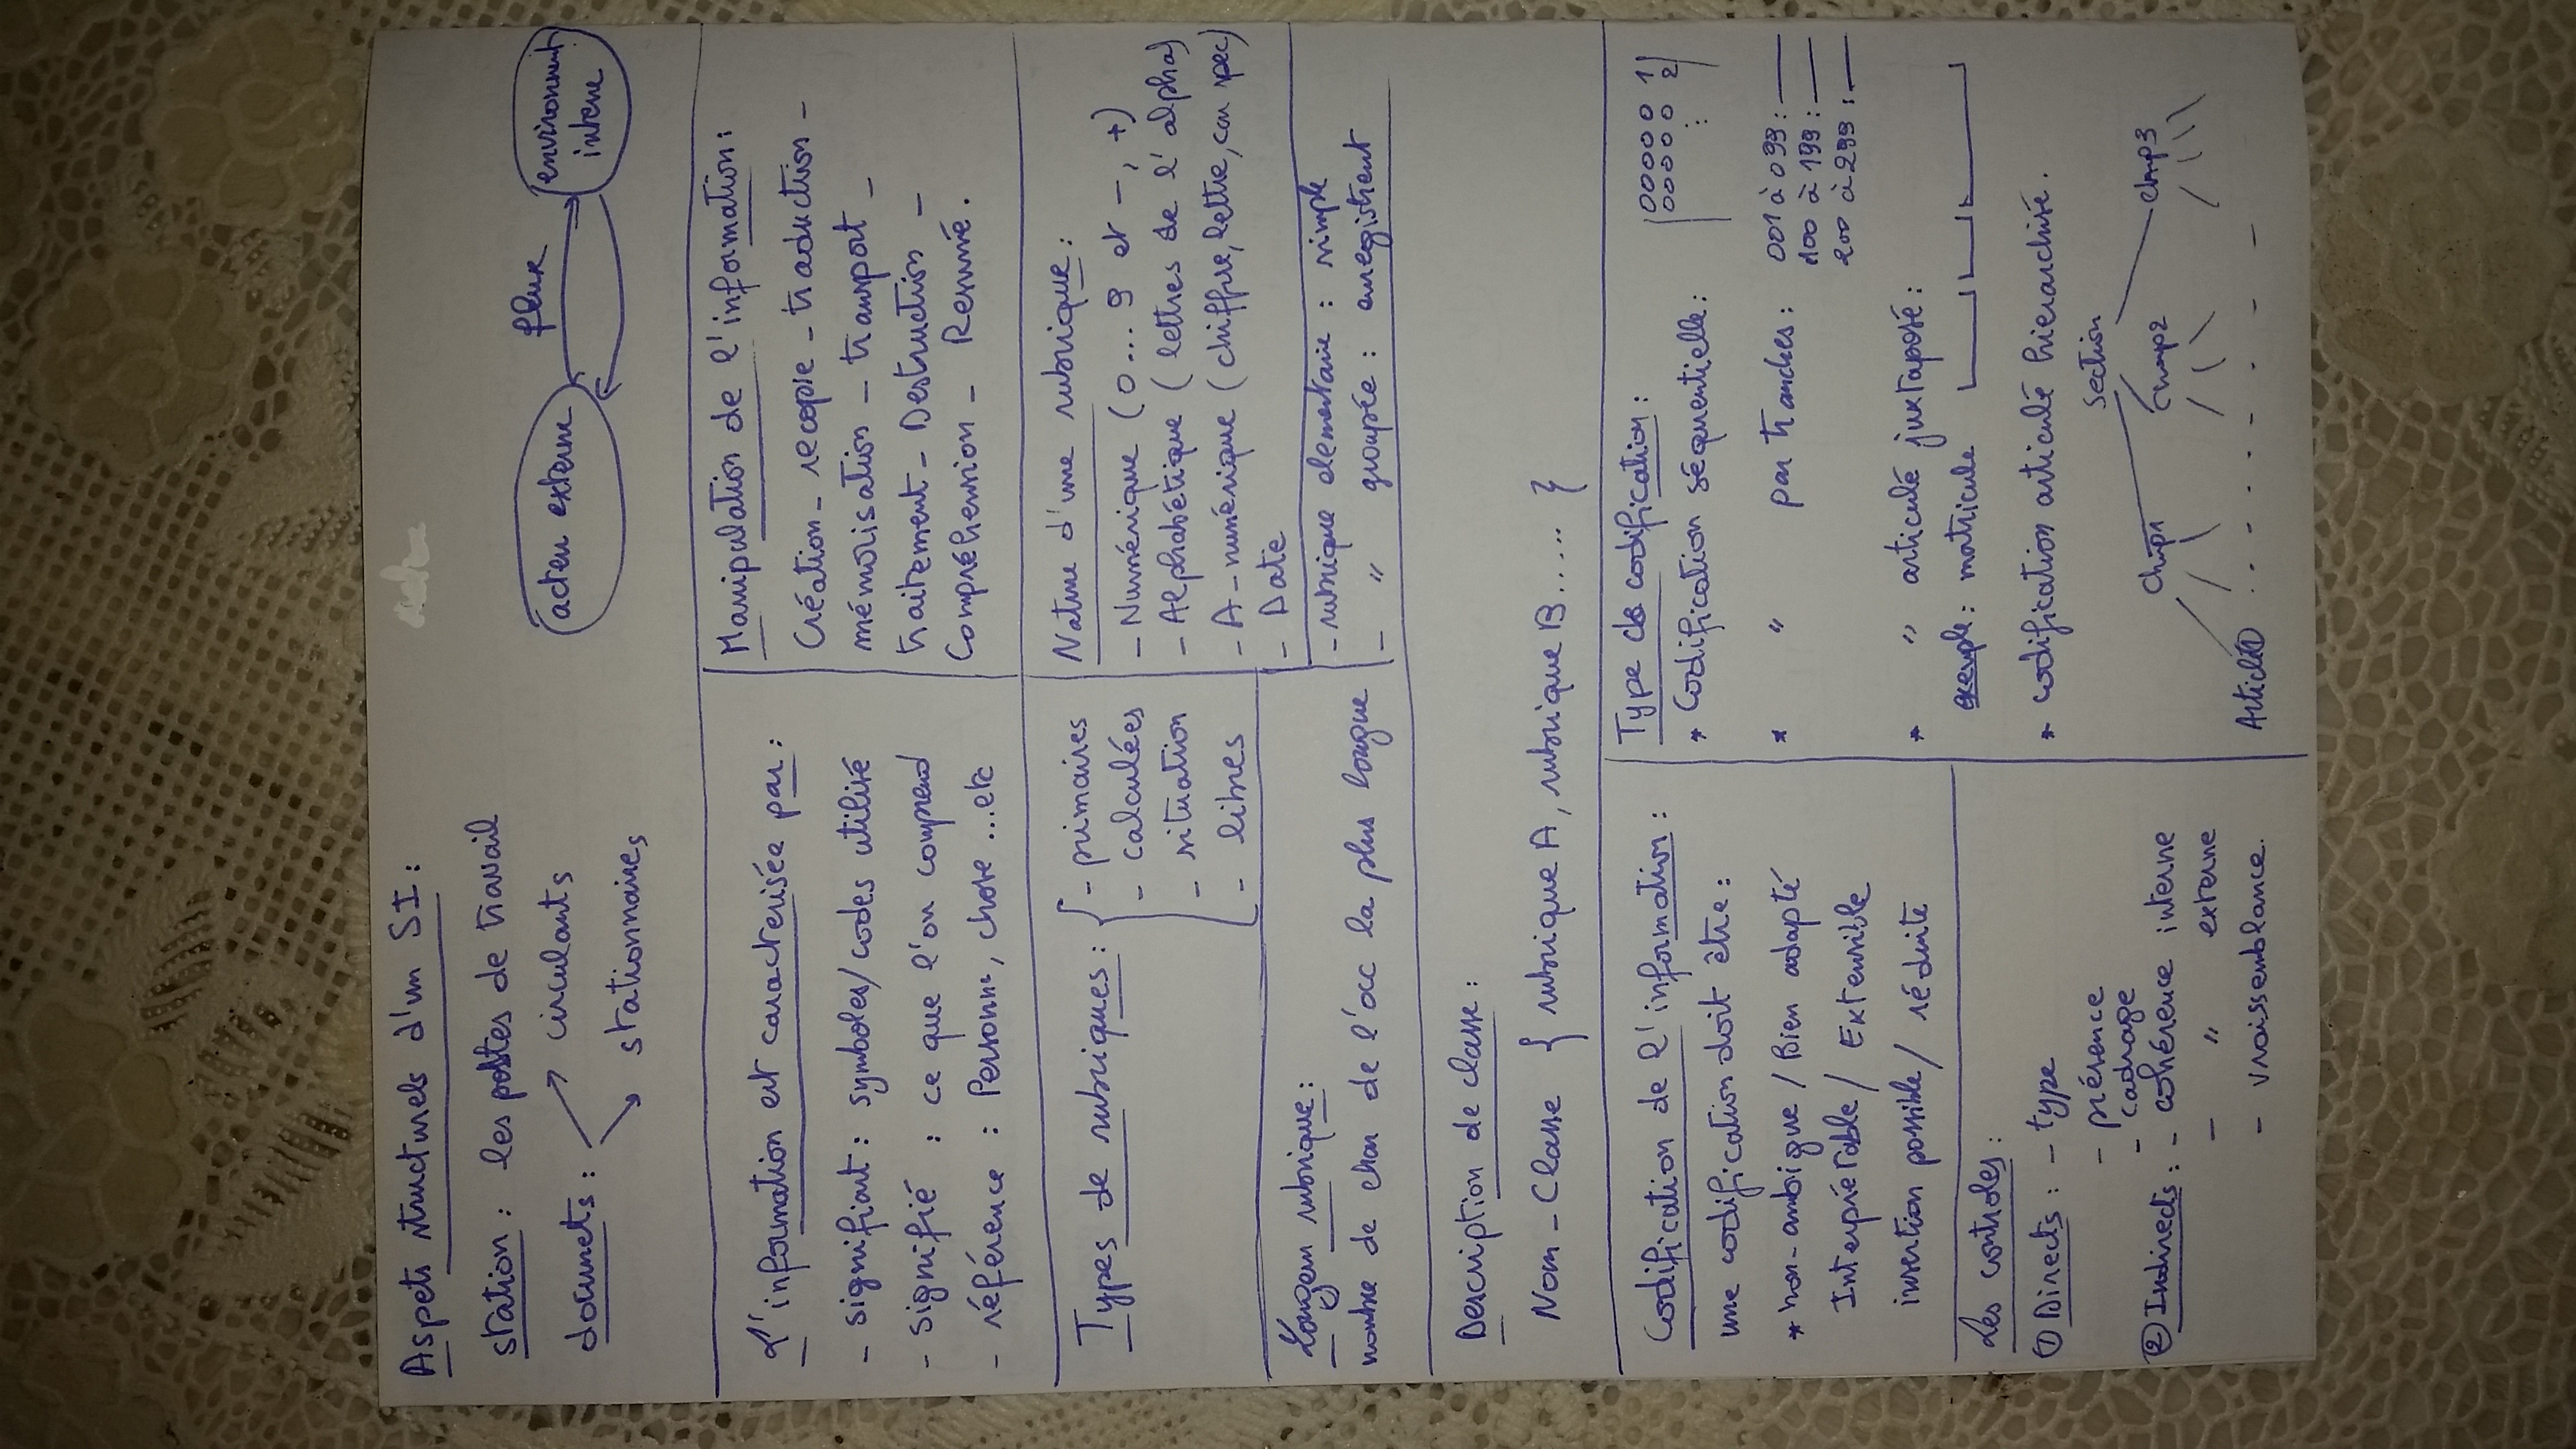 Aspets structurels d'un SI :
station : les postes de travail
documets :
circulants
stationnaires
acteu externe
flux
environnent
interne
L'information est caracterisée par :
- signifiant : symboles/codes utilisé
- signifié : ce que l'on comprend
- référence : Personne, chose ...etc
Manipulation de l'information :
Création - recopie - traduction -
mémorisation - transport -
traitement - Destruction -
Compréhension - Resumé.
Types de rubriques :
- primaires
- calculées
- situation
- libres
Nature d'une rubrique :
- Numérique (0... 9 et -, +)
- Alphabétique (lettres de l'alpha)
- A-numérique (chiffre, lettre, car spec)
- Date
Longeur rubrique :
nombre de char de l'occ la plus longue
- rubrique elementaire : simple
- " groupée : enregistrent
Description de classe :
Nom - Classe { rubrique A, rubrique B ..... }
Codification de l'information :
une codification doit être :
* non-ambigue / Bien adapté
Interprétable / Extensible
insertion possible / réduite
Les controles :
① Directs : - type
- présence
- cadrage
② Indirects : - cohérence interne
- " externe
- vraissemblance.
Type de codification :
* Codification séquentielle :
00000 1
00000 2
:
* " par tranches : 001 à 099 :
100 à 199 :
200 à 299 :
* " articulé juxtaposé :
exemple : matricule
* codification articulé hierarchisé.
Section
Chap1 Chap2 Chap3
Article①